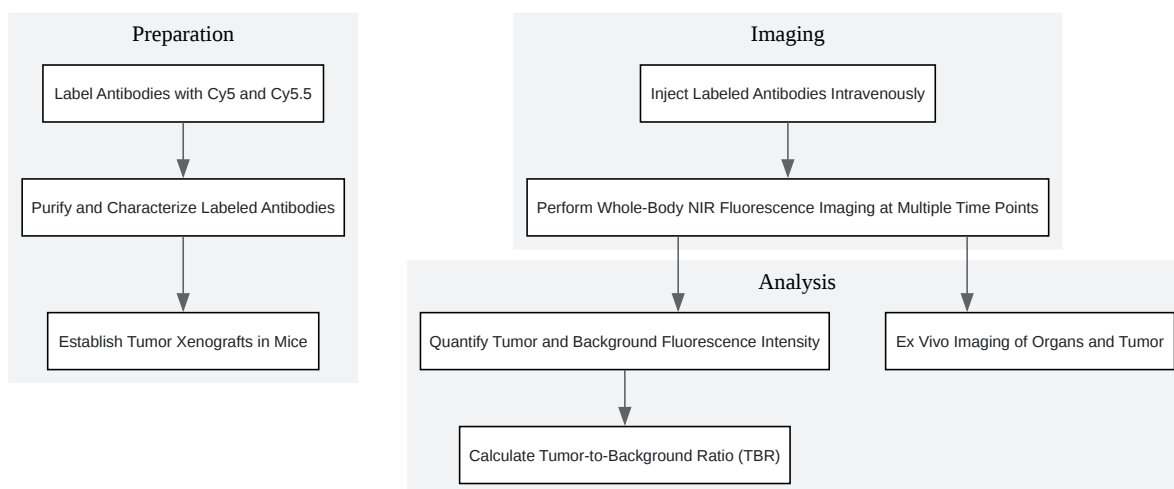 Preparation
Label Antibodies with Cy5 and Cy5.5
Purify and Characterize Labeled Antibodies
Establish Tumor Xenografts in Mice
Imaging
Inject Labeled Antibodies Intravenously
Perform Whole-Body NIR Fluorescence Imaging at Multiple Time Points
Analysis
Quantify Tumor and Background Fluorescence Intensity
Ex Vivo Imaging of Organs and Tumor
Calculate Tumor-to-Background Ratio (TBR)